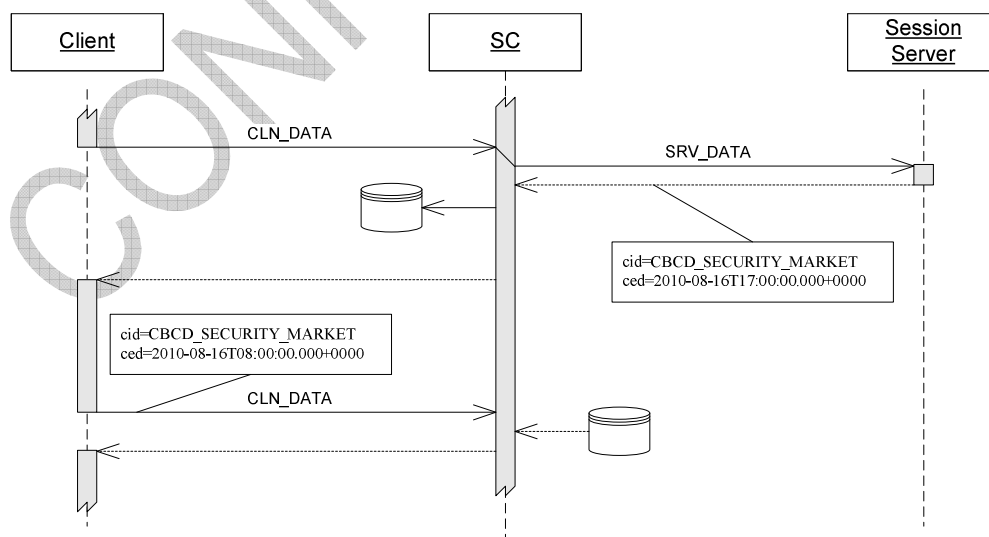 Client
SC
Session
Server
CLN_DATA
SRV_DATA
cid=CBCD_SECURITY_MARKET
ced=2010-08-16T17:00:00.000+0000
cid=CBCD_SECURITY_MARKET
ced=2010-08-16T08:00:00.000+0000
CLN_DATA
CON